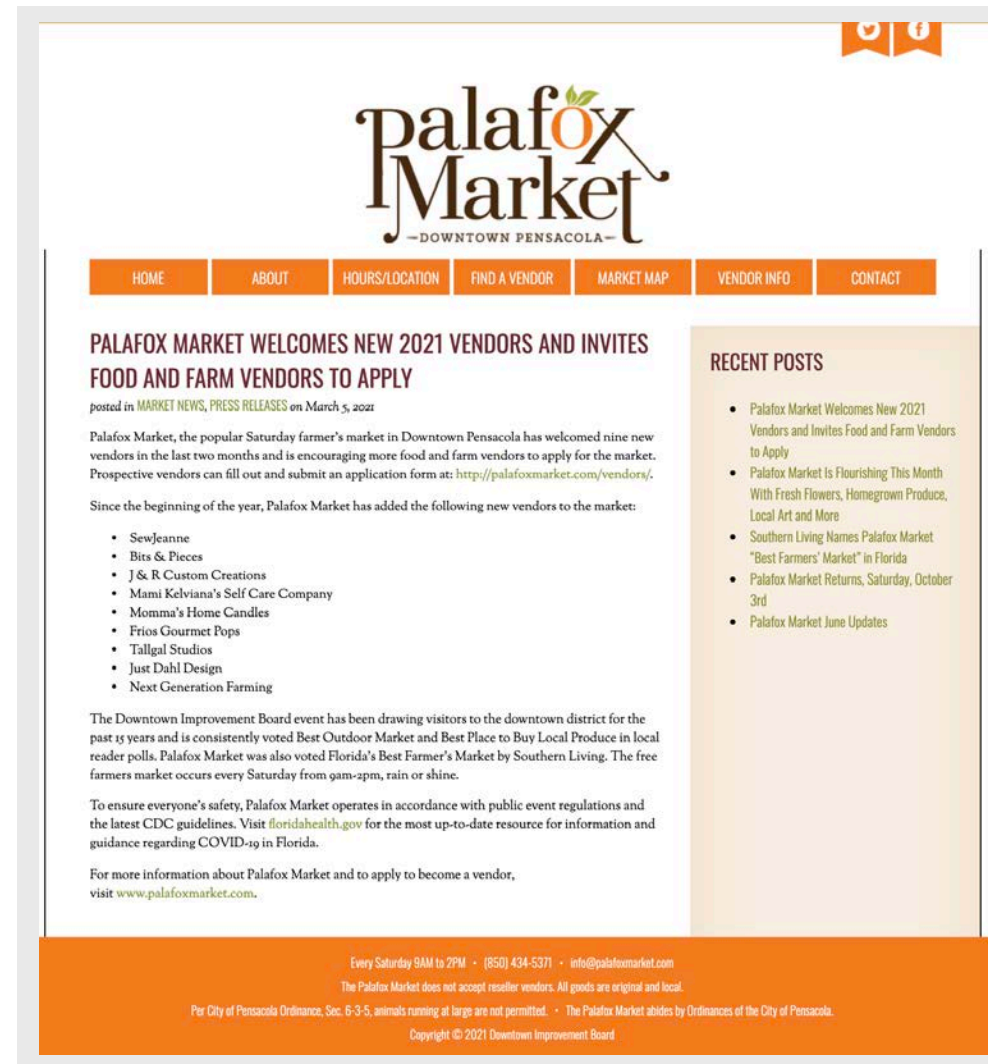 palafox
Market
—DOWNTOWN PENSACOLA—
HOME ABOUT HOURS/LOCATION FIND A VENDOR MARKET MAP VENDOR INFO CONTACT
PALAFOX MARKET WELCOMES NEW 2021 VENDORS AND INVITES
FOOD AND FARM VENDORS TO APPLY
posted in MARKET NEWS, PRESS RELEASES on March 5, 2021
Palafox Market, the popular Saturday farmer's market in Downtown Pensacola has welcomed nine new
vendors in the last two months and is encouraging more food and farm vendors to apply for the market.
Prospective vendors can fill out and submit an application form at: http://palafoxmarket.com/vendors/.
Since the beginning of the year, Palafox Market has added the following new vendors to the market:
• SewJeanne
• Bits & Pieces
• J & R Custom Creations
• Mami Kelviana's Self Care Company
• Momma's Home Candles
• Frios Gourmet Pops
• Tallgal Studios
• Just Dahl Design
• Next Generation Farming
The Downtown Improvement Board event has been drawing visitors to the downtown district for the
past 15 years and is consistently voted Best Outdoor Market and Best Place to Buy Local Produce in local
reader polls. Palafox Market was also voted Florida's Best Farmer's Market by Southern Living. The free
farmers market occurs every Saturday from 9am-2pm, rain or shine.
To ensure everyone's safety, Palafox Market operates in accordance with public event regulations and
the latest CDC guidelines. Visit floridahealth.gov for the most up-to-date resource for information and
guidance regarding COVID-19 in Florida.
For more information about Palafox Market and to apply to become a vendor,
visit www.palafoxmarket.com.
RECENT POSTS
• Palafox Market Welcomes New 2021
Vendors and Invites Food and Farm Vendors
to Apply
• Palafox Market Is Flourishing This Month
With Fresh Flowers, Homegrown Produce,
Local Art and More
• Southern Living Names Palafox Market
"Best Farmers' Market" in Florida
• Palafox Market Returns, Saturday, October
3rd
• Palafox Market June Updates
Every Saturday 9AM to 2PM • (850) 434-5371 • info@palafoxmarket.com
The Palafox Market does not accept reseller vendors. All goods are original and local.
Per City of Pensacola Ordinance, Sec. 6-3-5, animals running at large are not permitted. • The Palafox Market abides by Ordinances of the City of Pensacola.
Copyright © 2021 Downtown Improvement Board